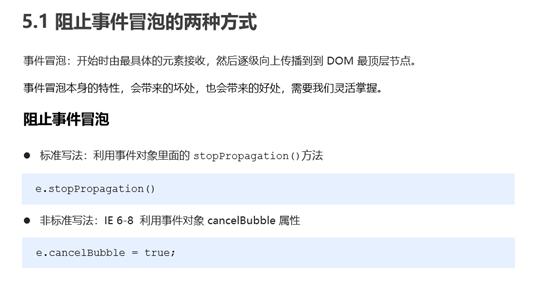 5.1 阻止事件冒泡的两种方式
事件冒泡：开始时由最具体的元素接收，然后逐级向上传播到到 DOM 最顶层节点。
事件冒泡本身的特性，会带来的坏处，也会带来的好处，需要我们灵活掌握。
阻止事件冒泡
● 标准写法：利用事件对象里面的 stopPropagation()方法
e.stopPropagation()
● 非标准写法：IE 6-8 利用事件对象 cancelBubble 属性
e.cancelBubble = true;